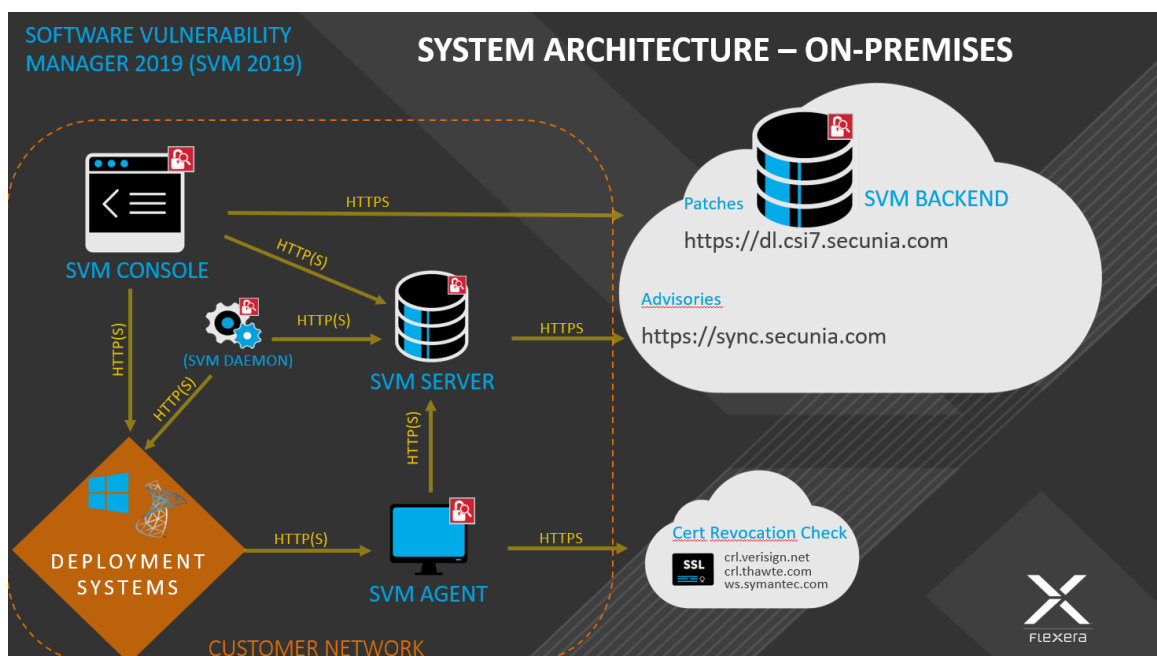 SOFTWARE VULNERABILITY
MANAGER 2019 (SVM 2019)
SYSTEM ARCHITECTURE – ON-PREMISES
HTTPS
Patches
SVM BACKEND
https://dl.csi7.secunia.com
SVM CONSOLE
HTTP(S)
Advisories
HTTP(S)
HTTP(S)
HTTPS
https://sync.secunia.com
(SVM DAEMON)
SVM SERVER
HTTP(S)
HTTP(S)
Cert Revocation Check
HTTP(S)
HTTPS
SSL
crl.verisign.net
crl.thawte.com
ws.symantec.com
DEPLOYMENT
SYSTEMS
SVM AGENT
FLEXERA
CUSTOMER NETWORK